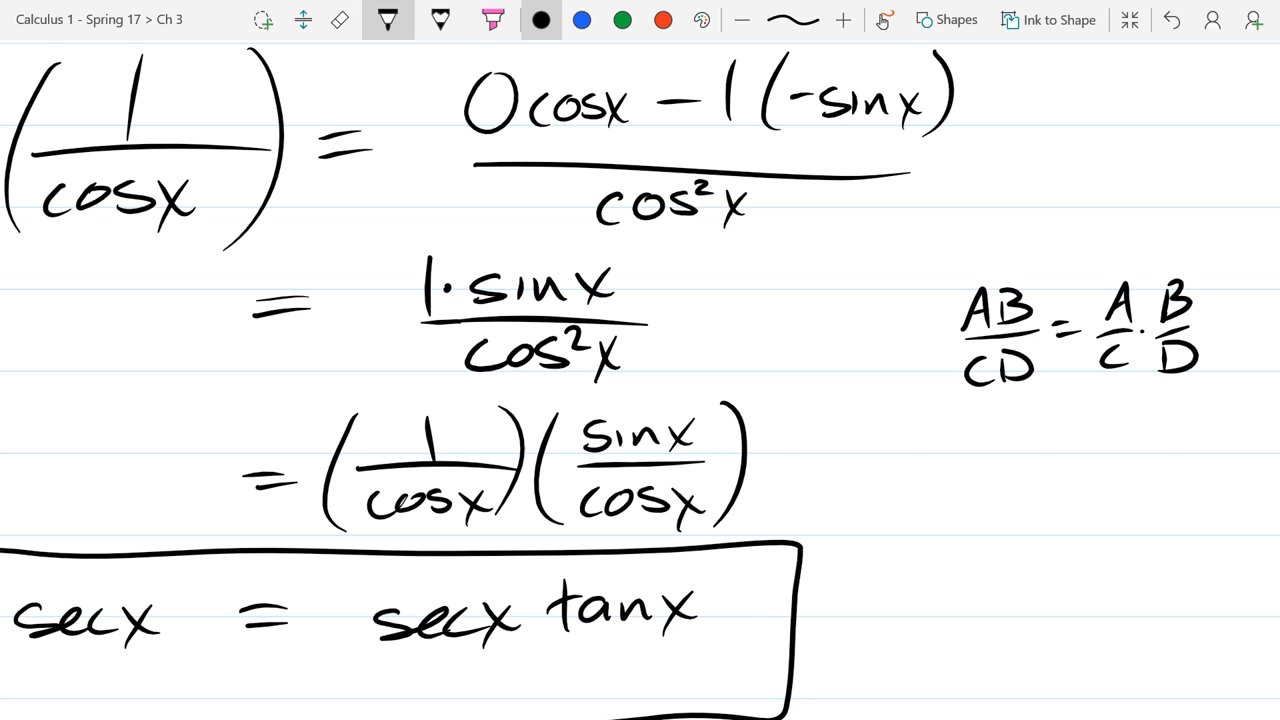 Calculus 1 - Spring 17 > Ch 3
Shapes
Ink to Shape
(1/cosx) = (0cosx - 1(-sinx))/cos²x
= (1·sinx)/cos²x
AB/CD = A/C · B/D
= (1/cosx)(sinx/cosx)
secx = secx tanx